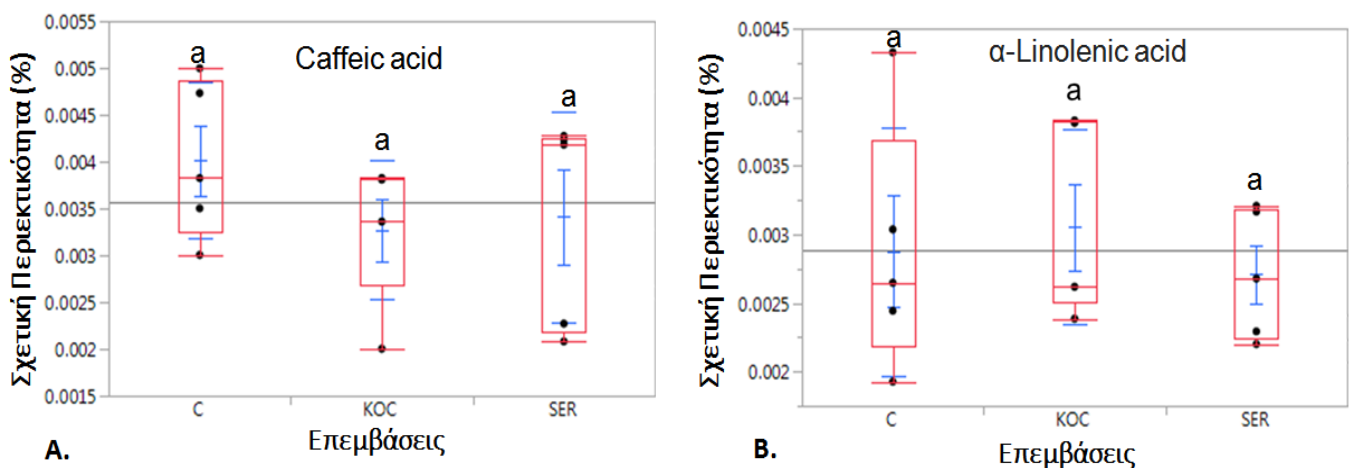 Σχετική Περιεκτικότητα (%)
0.0055
0.005
0.0045
0.004
0.0035
0.003
0.0025
0.002
0.0015
Caffeic acid
a
a
a
C
KOC
SER
Επεμβάσεις
A.
Σχετική Περιεκτικότητα (%)
0.0045
0.004
0.0035
0.003
0.0025
0.002
α-Linolenic acid
a
a
a
C
KOC
SER
Επεμβάσεις
B.